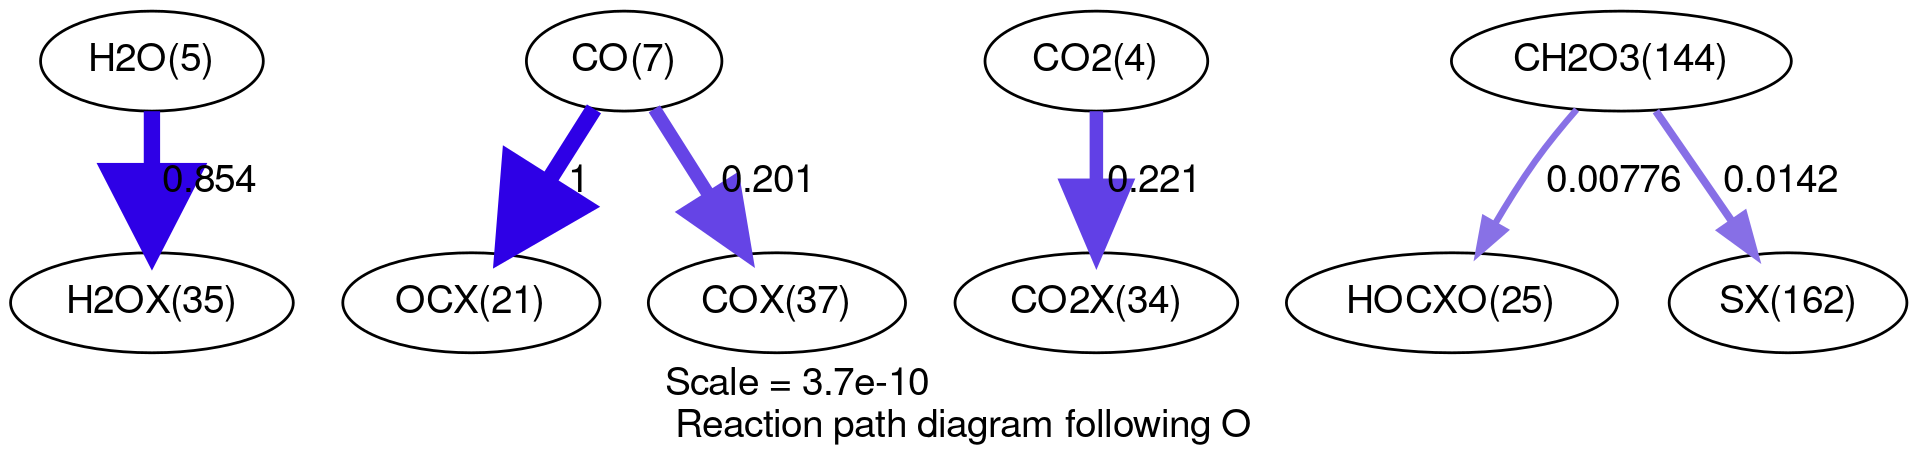 H2O(5) CO(7) CO2(4) CH2O3(144)
0.854 1 0.201 0.221 0.00776 0.0142
H2OX(35) OCX(21) COX(37) CO2X(34) HOCXO(25) SX(162)
Scale = 3.7e-10
Reaction path diagram following O